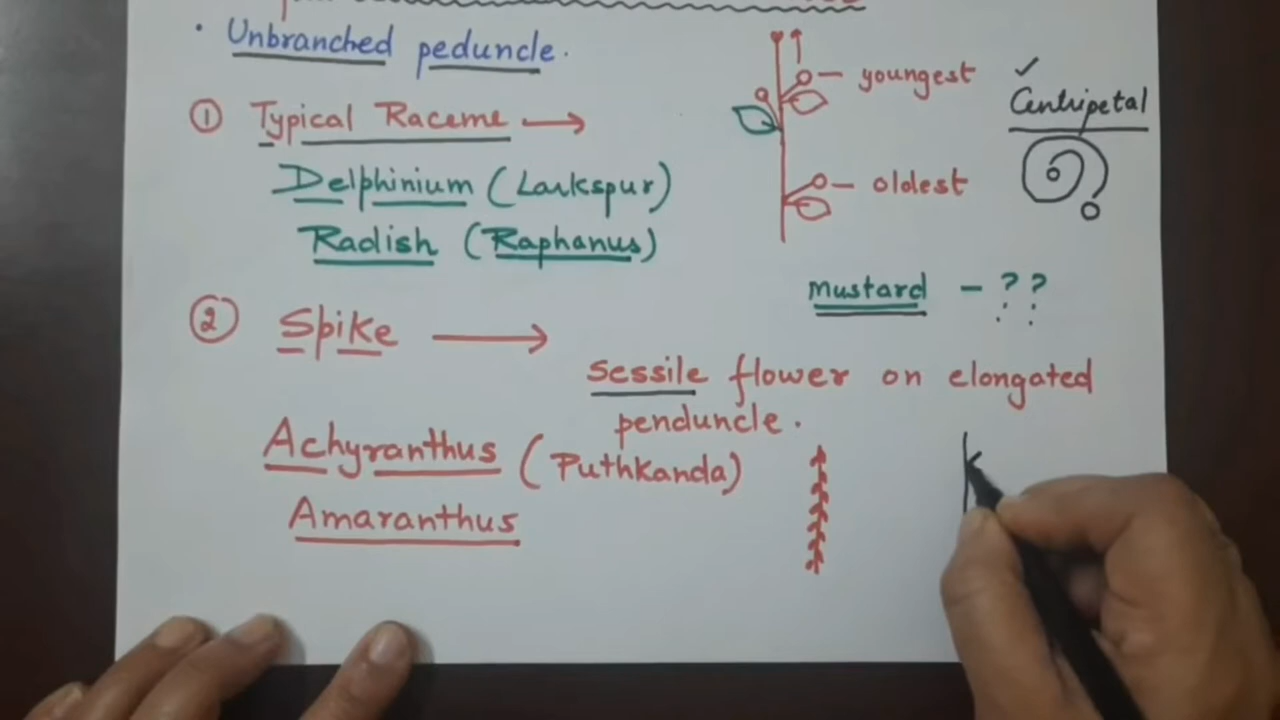 · Unbranched peduncle.
① Typical Raceme →
Delphinium (Larkspur)
Radish (Raphanus)
youngest
oldest
✓
Centripetal
mustard - ??
② Spike →
Sessile flower on elongated
penduncle.
Achyranthus (Puthkanda)
Amaranthus